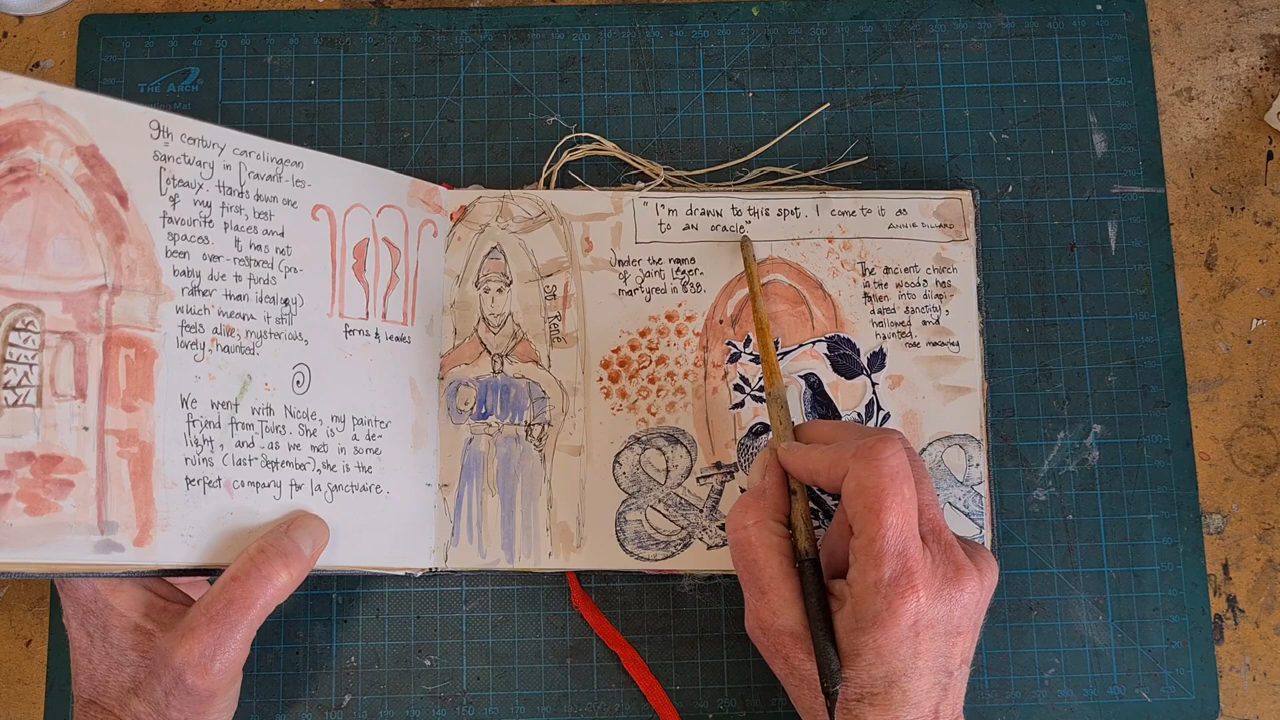 THE ARCH
9th century carolingean
sanctuary in Cravant-les-
Coteaux. Hands down one
of my first, best
favourite places and
spaces. It has not
been over-restored (pro-
bably due to funds
rather than idealogy)
which means it still
feels alive, mysterious,
lovely, haunted.
We went with Nicole, my painter
friend from Tours. She is a de-
light, and as we met in some
ruins (last September), she is the
perfect company for la sanctuaire.
ferns & leaves
St. René
"I'm drawn to this spot. I come to it as
to an oracle."
ANNIE DILLARD
Under the name
of Saint Léger.
martyred in 838.
The ancient church
in the woods has
fallen into dilapi-
dated sanctity,
hallowed and
haunted.
rose macauley
&
&